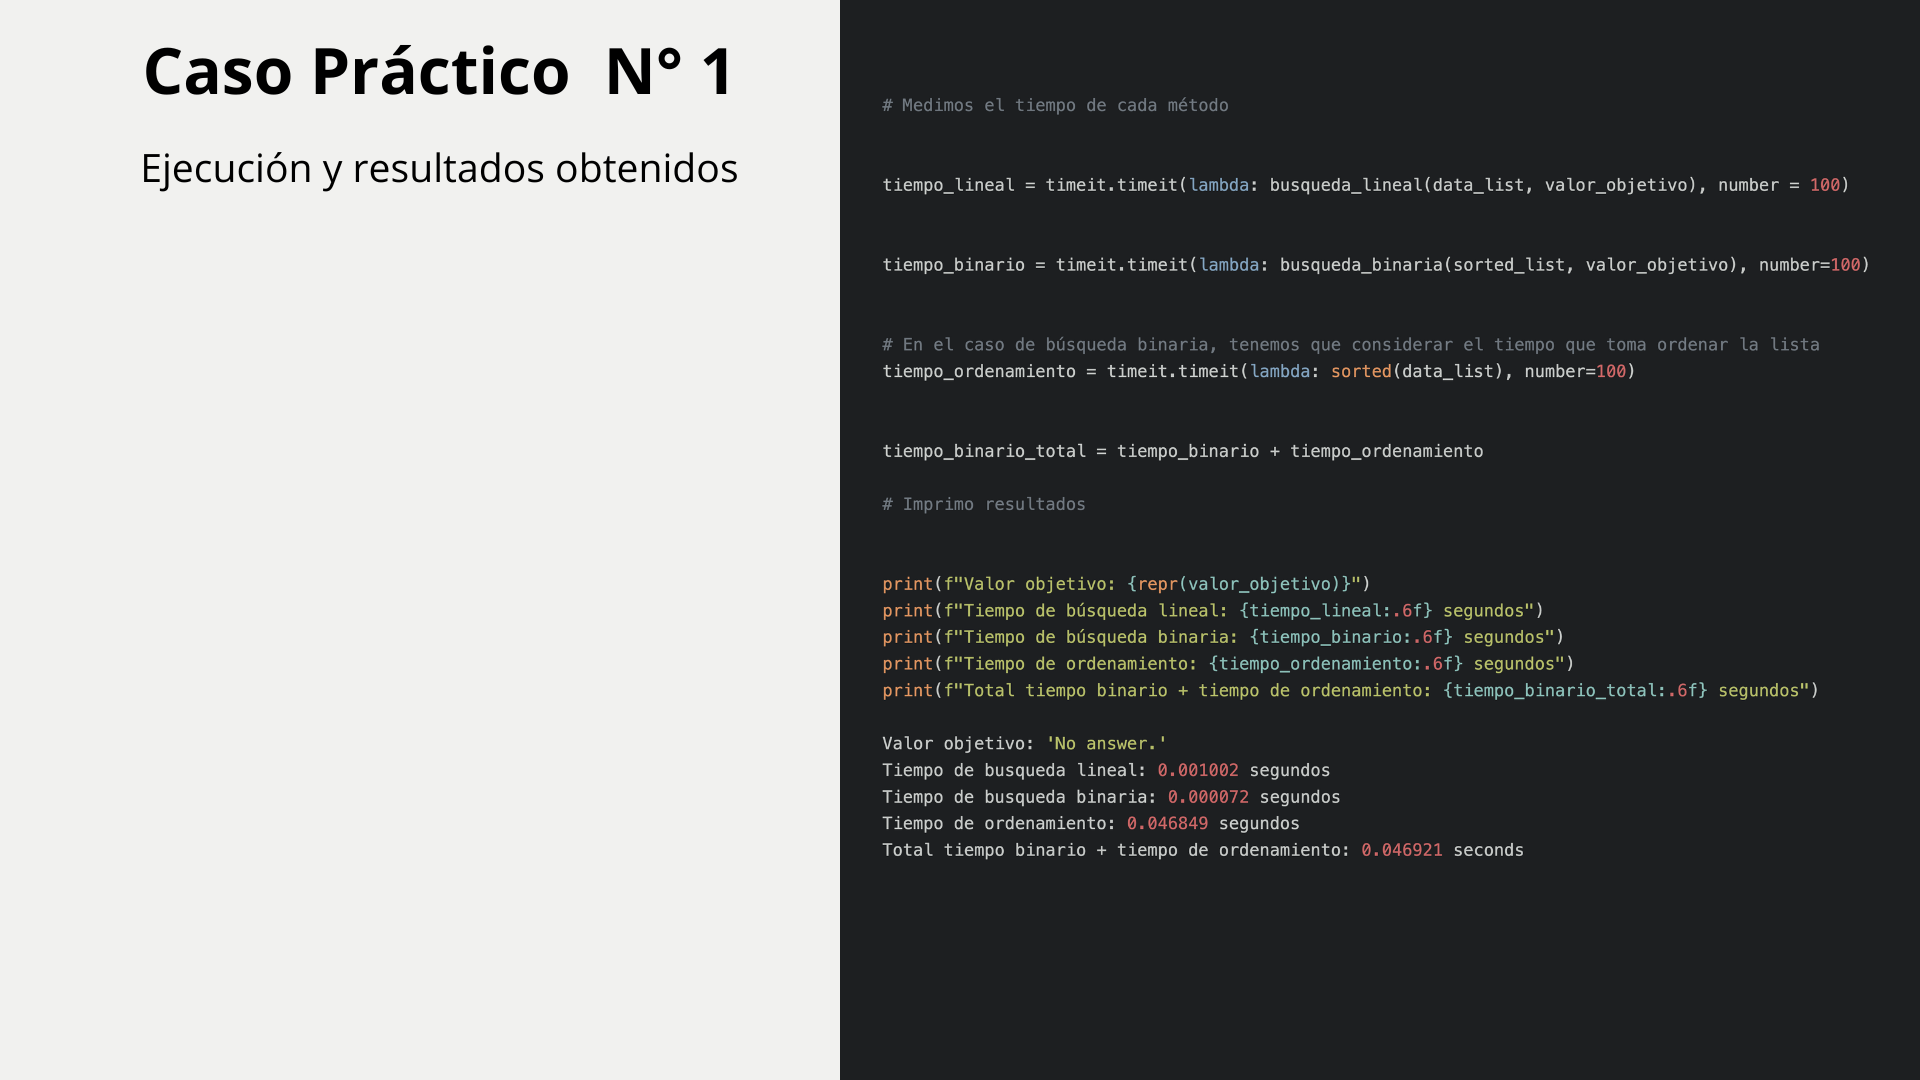 Caso Práctico  N° 1
Ejecución y resultados obtenidos
# Medimos el tiempo de cada método
tiempo_lineal = timeit.timeit(lambda: busqueda_lineal(data_list, valor_objetivo), number = 100)
tiempo_binario = timeit.timeit(lambda: busqueda_binaria(sorted_list, valor_objetivo), number=100)
# En el caso de búsqueda binaria, tenemos que considerar el tiempo que toma ordenar la lista
tiempo_ordenamiento = timeit.timeit(lambda: sorted(data_list), number=100)
tiempo_binario_total = tiempo_binario + tiempo_ordenamiento
# Imprimo resultados
print(f"Valor objetivo: {repr(valor_objetivo)}")
print(f"Tiempo de búsqueda lineal: {tiempo_lineal:.6f} segundos")
print(f"Tiempo de búsqueda binaria: {tiempo_binario:.6f} segundos")
print(f"Tiempo de ordenamiento: {tiempo_ordenamiento:.6f} segundos")
print(f"Total tiempo binario + tiempo de ordenamiento: {tiempo_binario_total:.6f} segundos")
Valor objetivo: 'No answer.'
Tiempo de busqueda lineal: 0.001002 segundos
Tiempo de busqueda binaria: 0.000072 segundos
Tiempo de ordenamiento: 0.046849 segundos
Total tiempo binario + tiempo de ordenamiento: 0.046921 seconds